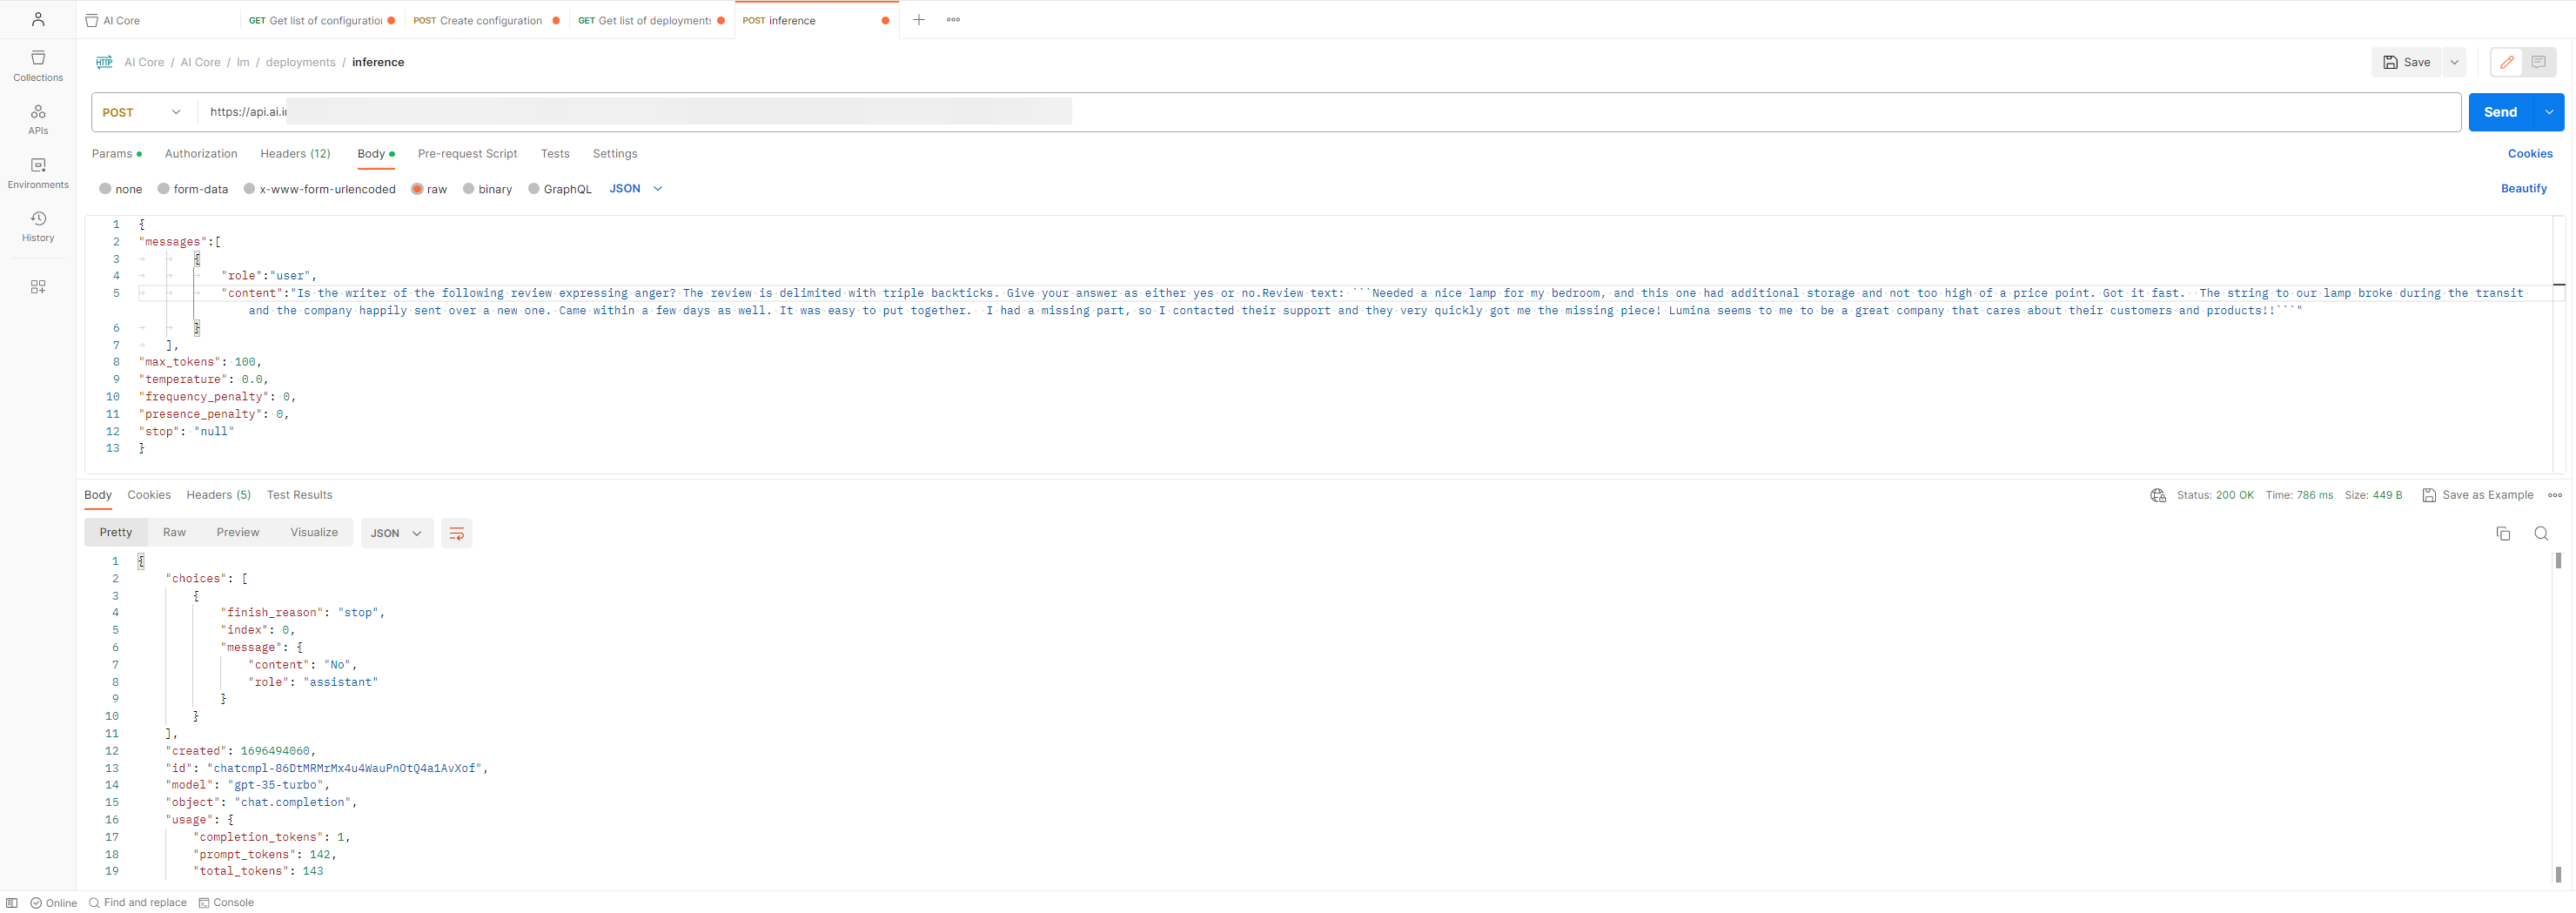 AI Core
GET Get list of configuration
POST Create configuration
GET Get list of deployments
POST inference
Collections
APIs
Environments
History
HTTP AI Core / AI Core / lm / deployments / inference
Save
POST
https://api.ai.i
Send
Params Authorization Headers (12) Body Pre-request Script Tests Settings
Cookies
none form-data x-www-form-urlencoded raw binary GraphQL JSON
Beautify
1 {
2 "messages":[
3 {
4 "role":"user",
5 "content":"Is the writer of the following review expressing anger? The review is delimited with triple backticks. Give your answer as either yes or no.Review text: ```Needed a nice lamp for my bedroom, and this one had additional storage and not too high of a price point. Got it fast.  The string to our lamp broke during the transit
and the company happily sent over a new one. Came within a few days as well. It was easy to put together.  I had a missing part, so I contacted their support and they very quickly got me the missing piece! Lumina seems to me to be a great company that cares about their customers and products!!```"
6 }
7 ],
8 "max_tokens": 100,
9 "temperature": 0.0,
10 "frequency_penalty": 0,
11 "presence_penalty": 0,
12 "stop": "null"
13 }
Body Cookies Headers (5) Test Results
Status: 200 OK Time: 786 ms Size: 449 B Save as Example
Pretty Raw Preview Visualize JSON
1 {
2 "choices": [
3 {
4 "finish_reason": "stop",
5 "index": 0,
6 "message": {
7 "content": "No",
8 "role": "assistant"
9 }
10 }
11 ],
12 "created": 1696494060,
13 "id": "chatcmpl-86DtMRMrMx4u4WauPnOtQ4a1AvXof",
14 "model": "gpt-35-turbo",
15 "object": "chat.completion",
16 "usage": {
17 "completion_tokens": 1,
18 "prompt_tokens": 142,
19 "total_tokens": 143
Online Find and replace Console